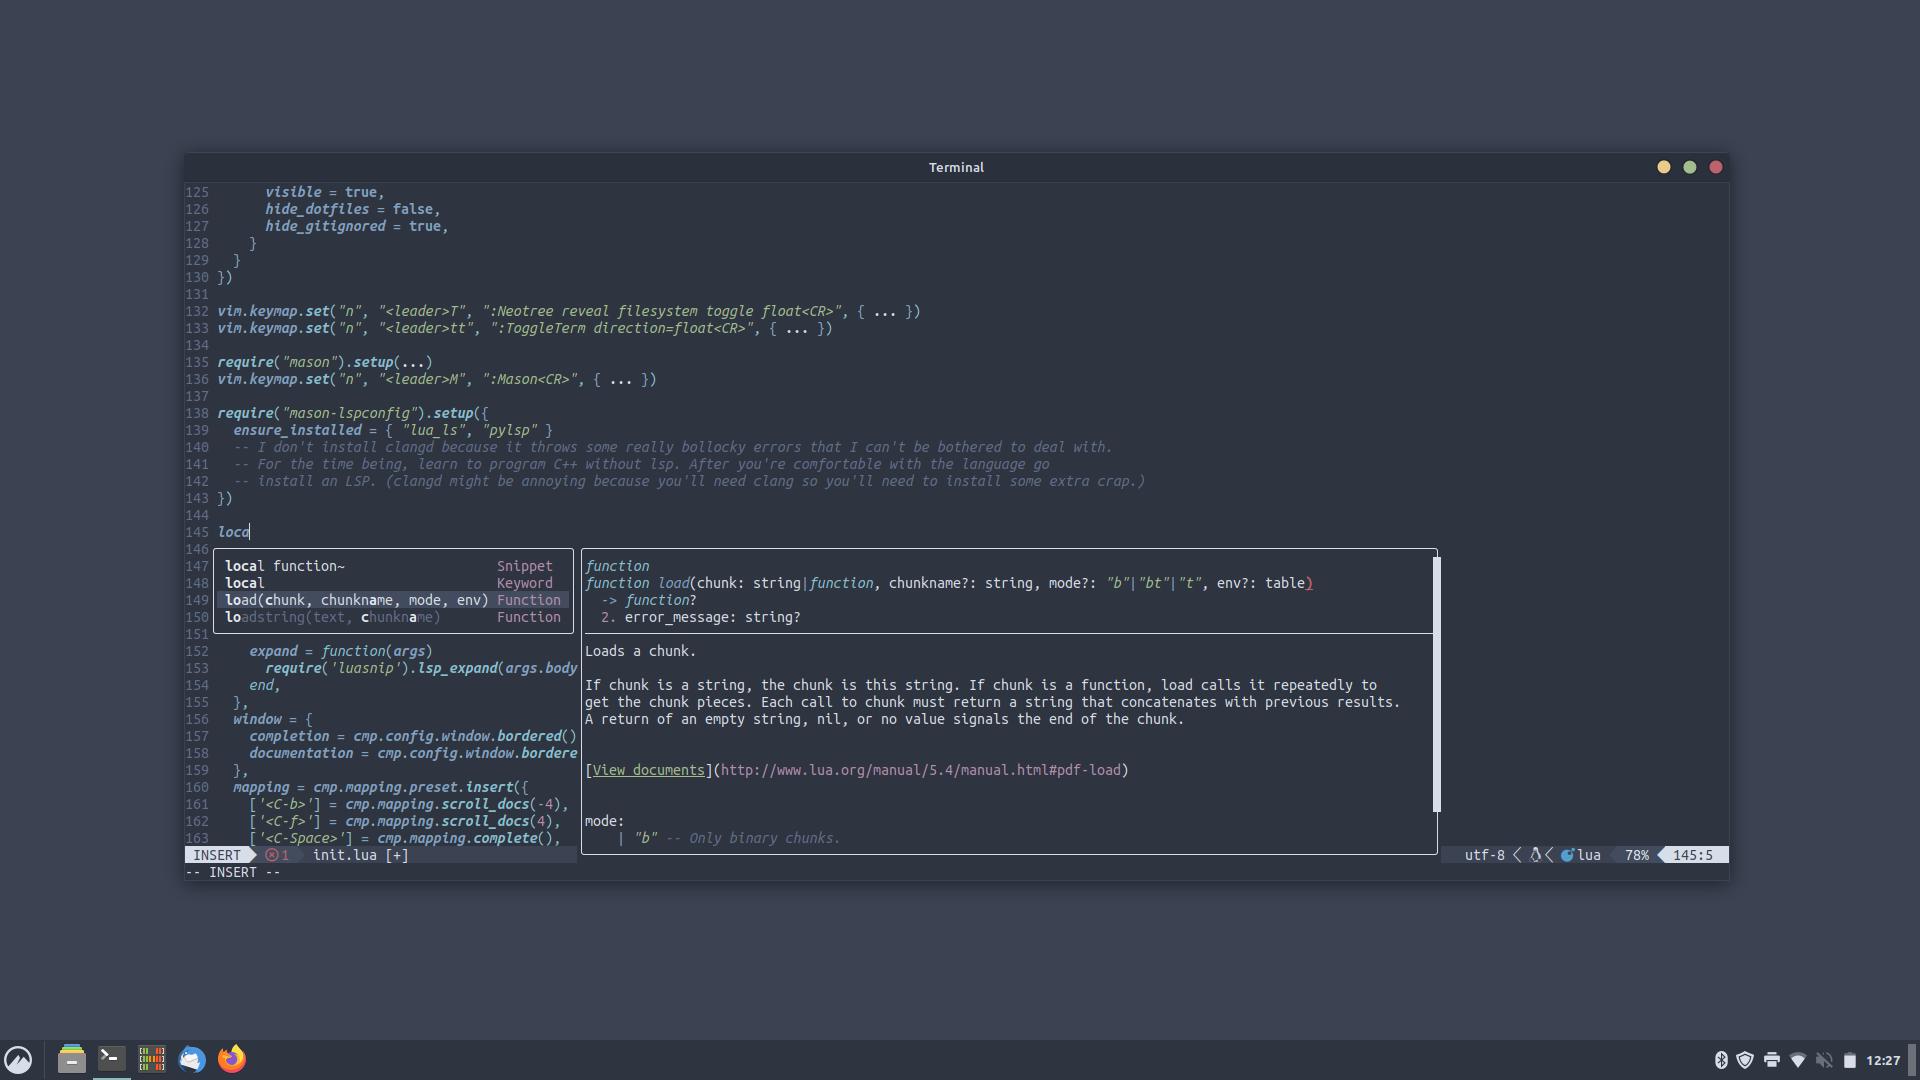 Terminal
125       visible = true,
126       hide_dotfiles = false,
127       hide_gitignored = true,
128     }
129   }
130 })
131
132 vim.keymap.set("n", "<leader>T", ":Neotree reveal filesystem toggle float<CR>", { ... })
133 vim.keymap.set("n", "<leader>tt", ":ToggleTerm direction=float<CR>", { ... })
134
135 require("mason").setup(...)
136 vim.keymap.set("n", "<leader>M", ":Mason<CR>", { ... })
137
138 require("mason-lspconfig").setup({
139   ensure_installed = { "lua_ls", "pylsp" }
140   -- I don't install clangd because it throws some really bollocky errors that I can't be bothered to deal with.
141   -- For the time being, learn to program C++ without lsp. After you're comfortable with the language go
142   -- install an LSP. (clangd might be annoying because you'll need clang so you'll need to install some extra crap.)
143 })
144
145 loca
146
147 local function~ Snippet
148 local Keyword
149 load(chunk, chunkname, mode, env) Function
150 loadstring(text, chunkname) Function
151
152     expand = function(args)
153       require('luasnip').lsp_expand(args.body
154     end,
155   },
156   window = {
157     completion = cmp.config.window.bordered()
158     documentation = cmp.config.window.bordere
159   },
160   mapping = cmp.mapping.preset.insert({
161     ['<C-b>'] = cmp.mapping.scroll_docs(-4),
162     ['<C-f>'] = cmp.mapping.scroll_docs(4),
163     ['<C-Space>'] = cmp.mapping.complete(),
function
function load(chunk: string|function, chunkname?: string, mode?: "b"|"bt"|"t", env?: table)
  -> function?
  2. error_message: string?
Loads a chunk.
If chunk is a string, the chunk is this string. If chunk is a function, load calls it repeatedly to
get the chunk pieces. Each call to chunk must return a string that concatenates with previous results.
A return of an empty string, nil, or no value signals the end of the chunk.
[View documents](http://www.lua.org/manual/5.4/manual.html#pdf-load)
mode:
    | "b" -- Only binary chunks.
INSERT 1 init.lua [+] utf-8 lua 78% 145:5
-- INSERT --
12:27